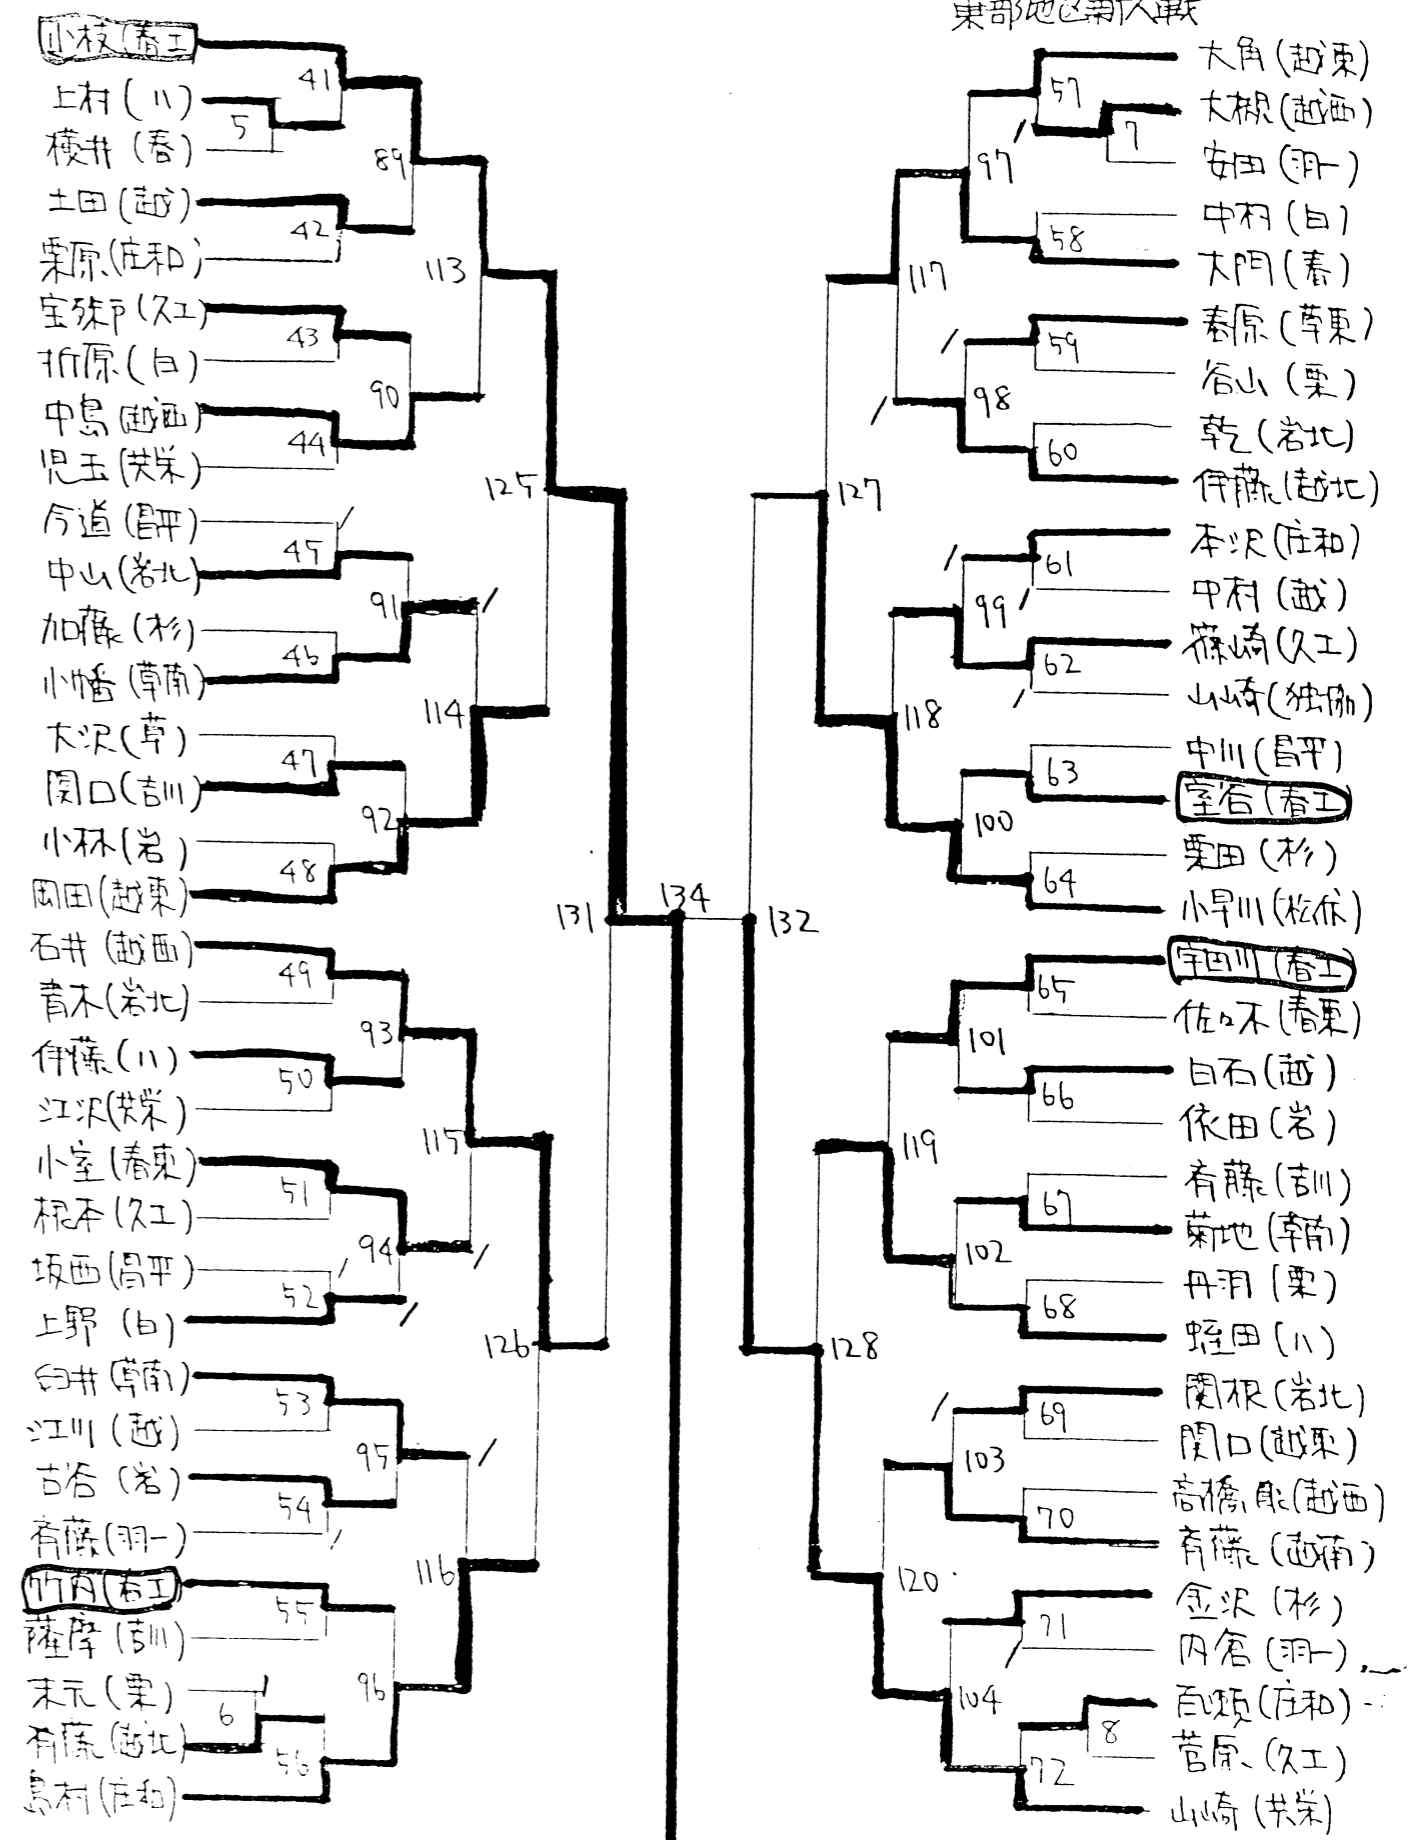 東部地区新人戦
小枝(春工)
41
上村(八)
5
横井(春)
89
土田(越)
42
栗原(庄和)
113
宝珠戸(久工)
43
折原(白)
90
中島(越西)
44
児玉(共栄)
125
今道(昌平)
45
中山(岩北)
91
加藤(杉)
46
小幡(草南)
114
大沢(草)
47
関口(吉川)
92
小林(岩)
48
岡田(越東)
131
134
石井(越西)
49
青木(岩北)
93
伊藤(八)
50
江沢(共栄)
115
小室(春東)
51
根本(久工)
94
坂西(昌平)
52
上野(白)
126
臼井(草南)
53
江川(越)
95
古谷(岩)
54
斉藤(羽一)
116
竹内(春工)
55
薩摩(吉川)
96
末元(栗)
6
斉藤(越北)
56
島村(庄和)
大角(越東)
57
大槻(越西)
7
安田(羽一)
97
中村(白)
58
大門(春)
117
春原(草東)
59
谷山(栗)
98
乾(岩北)
60
伊藤(越北)
127
本沢(庄和)
61
中村(越)
99
篠崎(久工)
62
山崎(独協)
118
中川(昌平)
63
室谷(春工)
100
栗田(杉)
64
小早川(松伏)
132
宇田川(春工)
65
佐々木(春東)
101
白石(越)
66
依田(岩)
119
斉藤(吉川)
67
菊地(草南)
102
丹羽(栗)
68
蛭田(八)
128
関根(岩北)
69
関口(越東)
103
高橋(越西)
70
斉藤(越南)
120
金沢(杉)
71
内倉(羽一)
104
百瀬(庄和)
8
菅原(久工)
72
山崎(共栄)